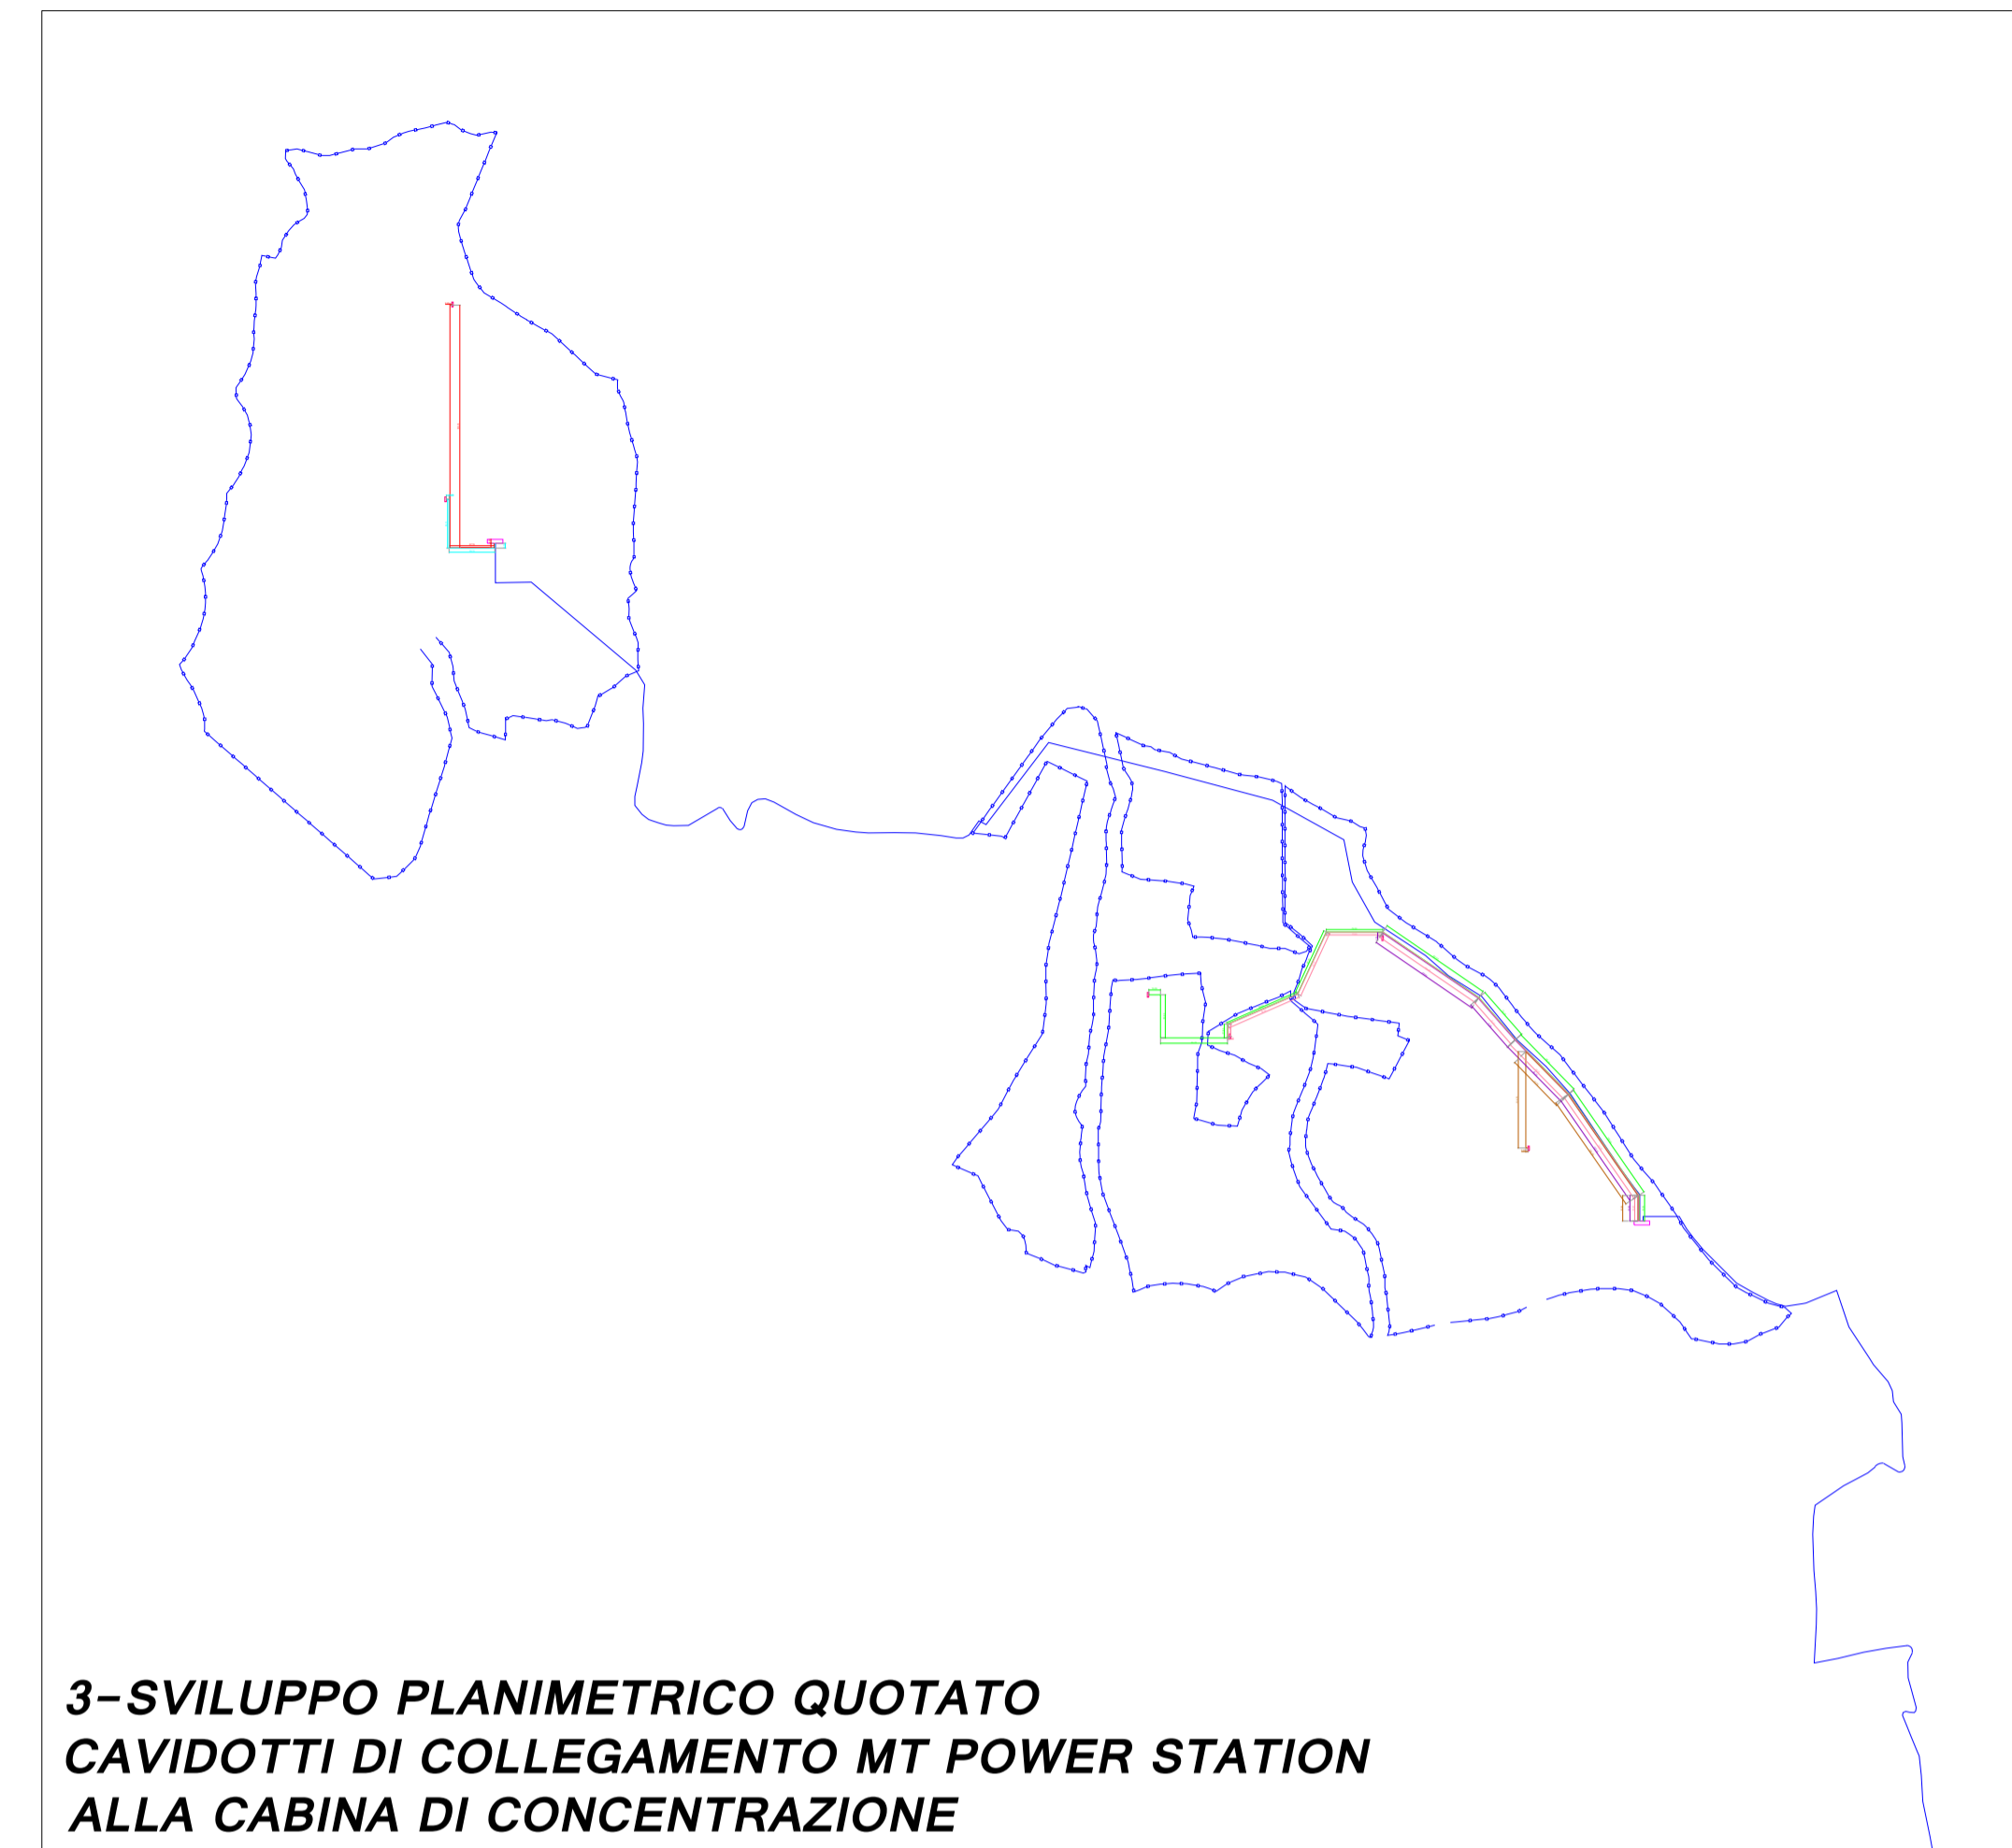 3-SVILUPPO PLANIMETRICO QUOTATO
CAVIDOTTI DI COLLEGAMENTO MT POWER STATION
ALLA CABINA DI CONCENTRAZIONE